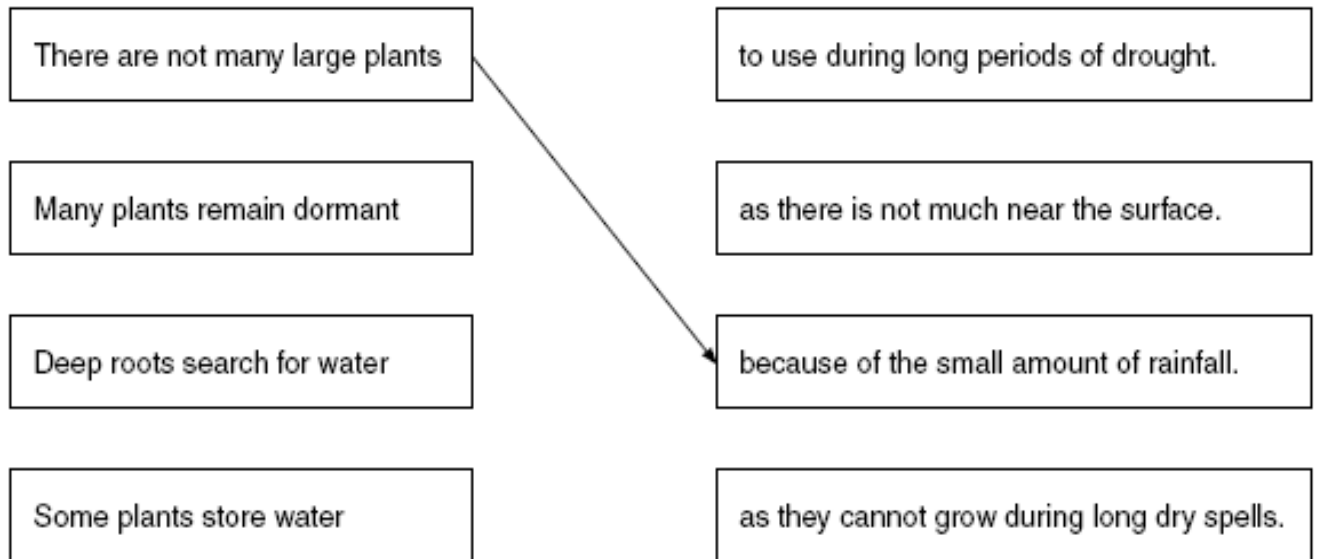 There are not many large plants
to use during long periods of drought.
Many plants remain dormant
as there is not much near the surface.
Deep roots search for water
because of the small amount of rainfall.
Some plants store water
as they cannot grow during long dry spells.